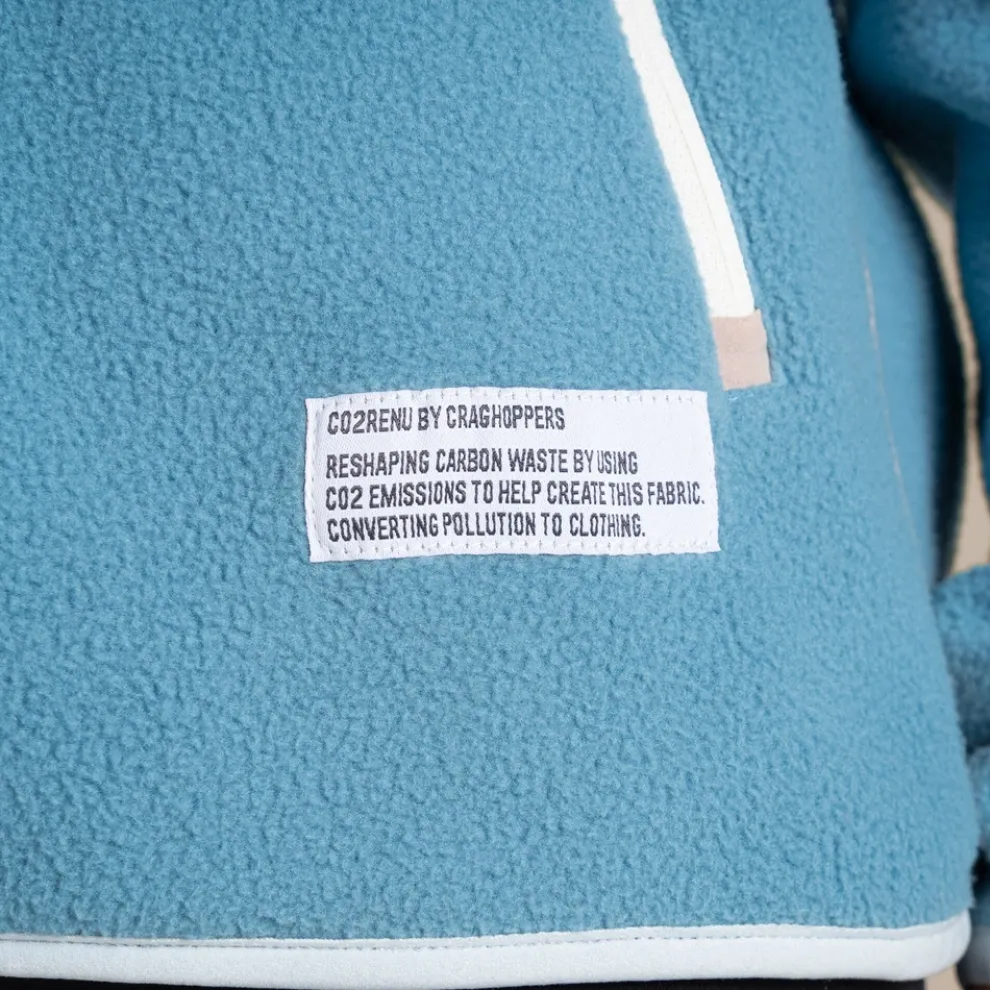 CO2RENU BY CRAGHOPPERS
RESHAPING CARBON WASTE BY USING
CO2 EMISSIONS TO HELP CREATE THIS FABRIC.
CONVERTING POLLUTION TO CLOTHING.